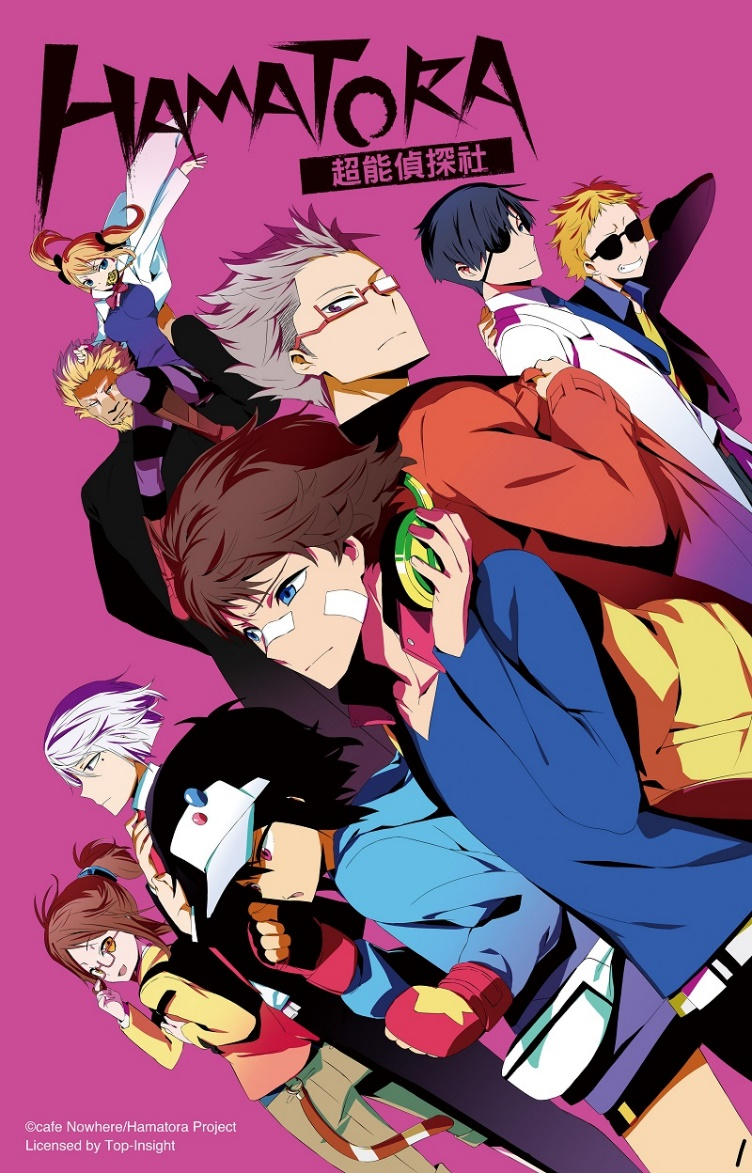 HAMATORA
超能偵探社
©cafe Nowhere/Hamatora Project
Licensed by Top-Insight